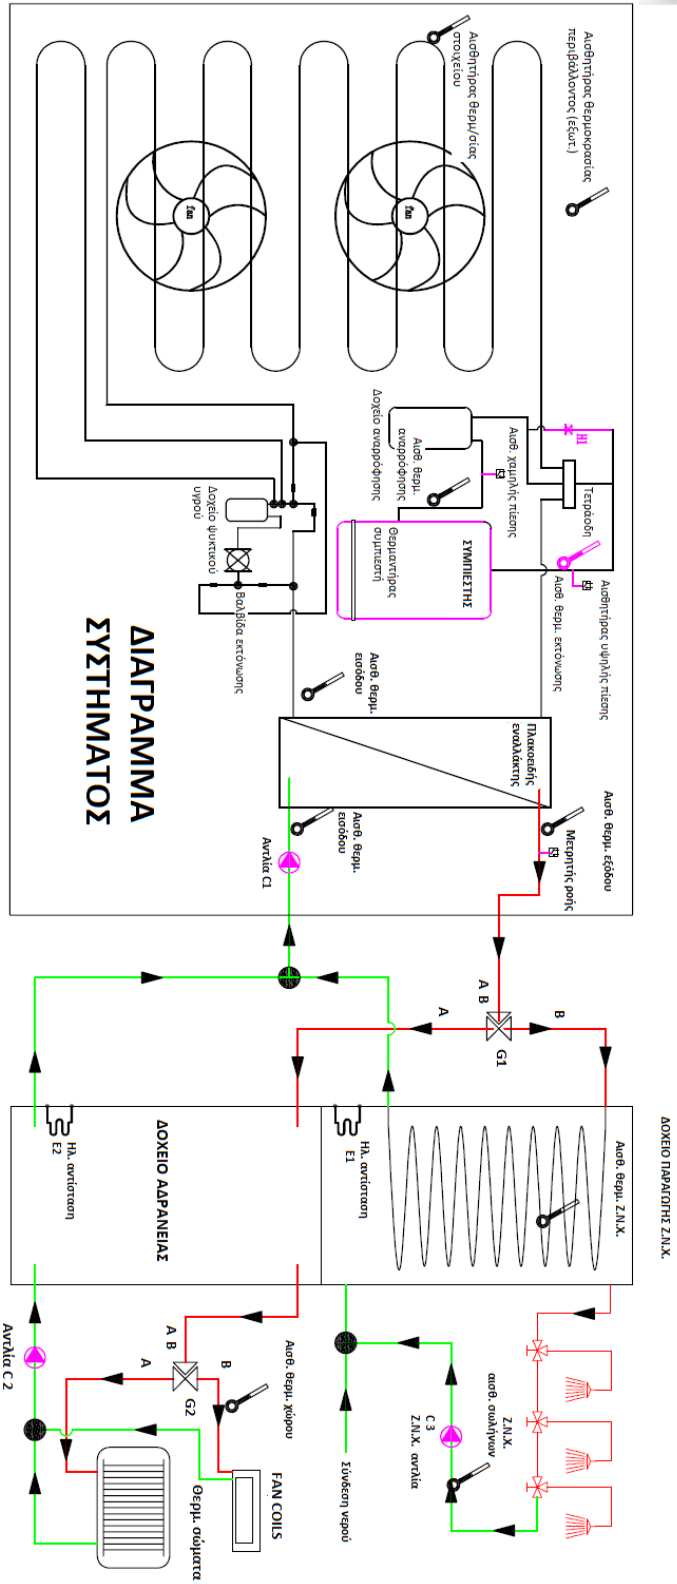 Αισθητήρας θερμοκρασίας
περιβάλλοντος (εξωτ.)
Αισθητήρας θερμ/σίας
στοιχείου
fan
fan
H1
Τετράοδη
Αισθ. χαμηλής πίεσης
Αισθ. θερμ.
αναρρόφησης
Δοχείο αναρρόφησης
ΣΥΜΠΙΕΣΤΗΣ
Θερμαντήρας
συμπιεστή
Αισθητήρας υψηλής πίεσης
Αισθ. θερμ. εκτόνωσης
Δοχείο ψυκτικού
υγρού
Βαλβίδα εκτόνωσης
ΔΙΑΓΡΑΜΜΑ
ΣΥΣΤΗΜΑΤΟΣ
Αισθ. θερμ.
εισόδου
Πλακοειδής
εναλλάκτης
Αισθ. θερμ. εξόδου
Μετρητής ροής
Αισθ. θερμ.
εισόδου
Αντλία C1
A B
B
A
G1
ΔΟΧΕΙΟ ΠΑΡΑΓΩΓΗΣ Ζ.Ν.Χ.
Αισθ. θερμ. Ζ.Ν.Χ.
Ηλ. αντίσταση
E1
ΔΟΧΕΙΟ ΑΔΡΑΝΕΙΑΣ
Ηλ. αντίσταση
E2
Αισθ. θερμ. χώρου
A B
B
A
G2
Αντλία C 2
Ζ.Ν.Χ.
αισθ. σωλήνων
C 3
Ζ.Ν.Χ. αντλία
Σύνδεση νερού
FAN COILS
Θερμ. σώματα